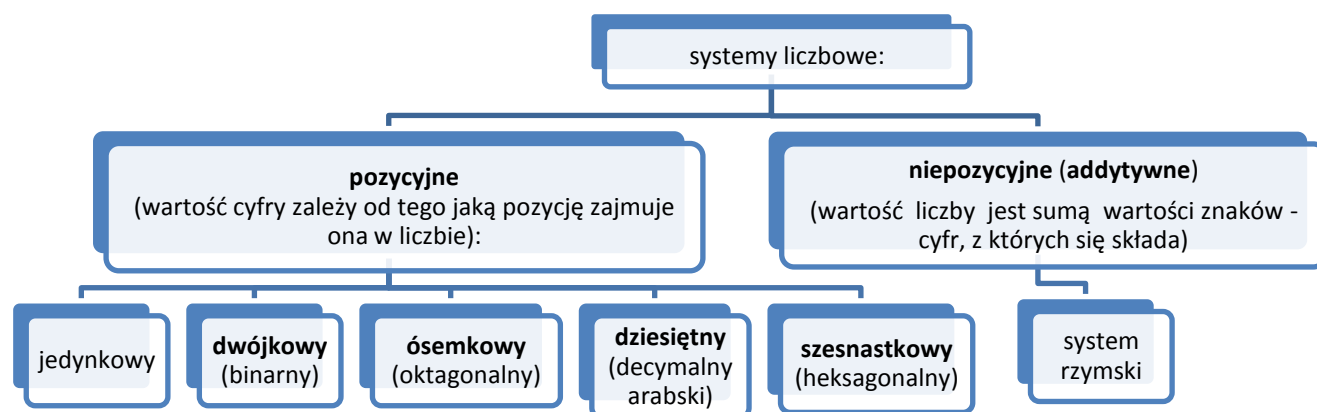 systemy liczbowe:
pozycyjne
(wartość cyfry zależy od tego jaką pozycję zajmuje
ona w liczbie):
niepozycyjne (addytywne)
(wartość liczby jest sumą wartości znaków -
cyfr, z których się składa)
jedynkowy
dwójkowy
(binarny)
ósemkowy
(oktagonalny)
dziesiętny
(decymalny
arabski)
szesnastkowy
(heksagonalny)
system
rzymski